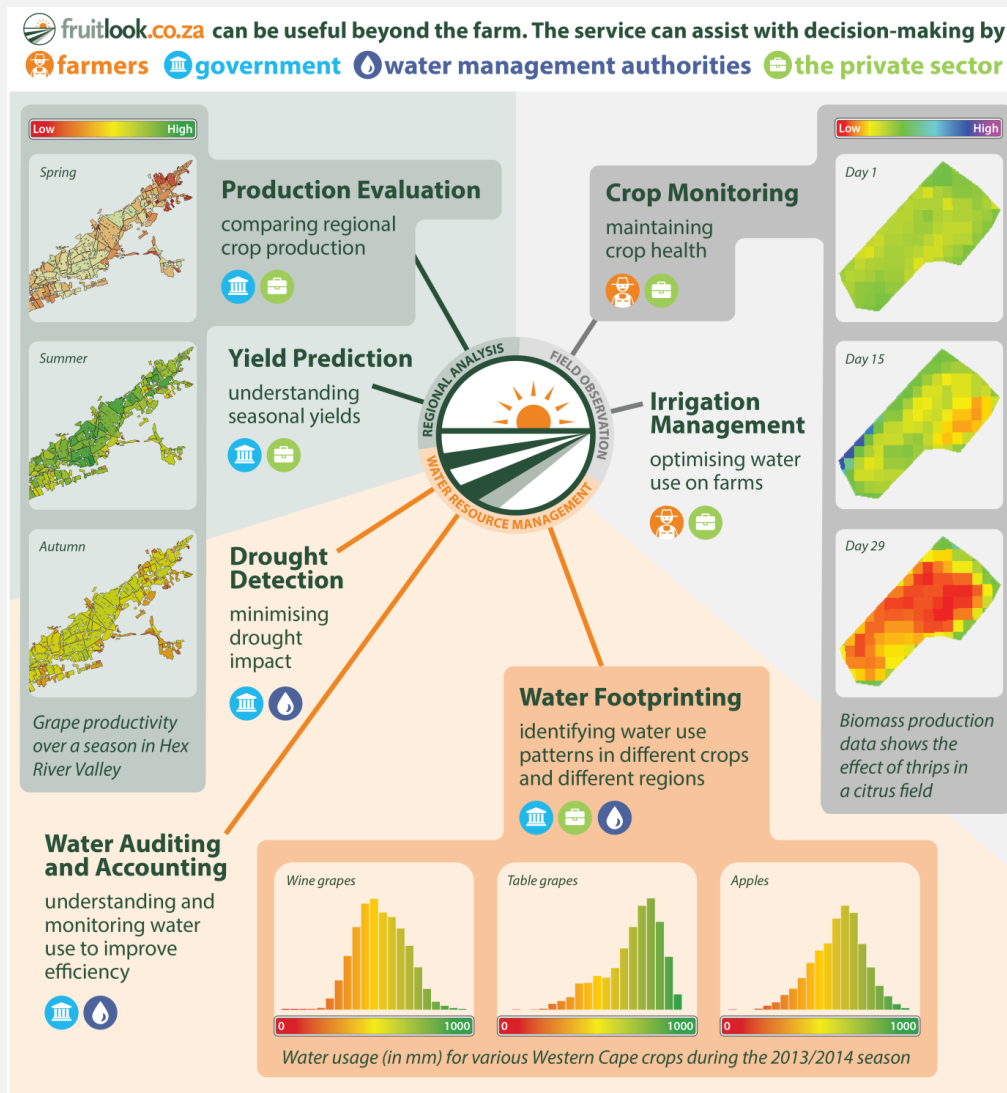 fruitlook.co.za can be useful beyond the farm. The service can assist with decision-making by
farmers government water management authorities the private sector
Low High
Spring
Summer
Autumn
Grape productivity
over a season in Hex
River Valley
Production Evaluation
comparing regional
crop production
Yield Prediction
understanding
seasonal yields
REGIONAL ANALYSIS
FIELD OBSERVATION
WATER RESOURCE MANAGEMENT
Crop Monitoring
maintaining
crop health
Irrigation
Management
optimising water
use on farms
Low High
Day 1
Day 15
Day 29
Biomass production
data shows the
effect of thrips in
a citrus field
Drought
Detection
minimising
drought
impact
Water Auditing
and Accounting
understanding and
monitoring water
use to improve
efficiency
Water Footprinting
identifying water use
patterns in different crops
and different regions
Wine grapes
0 1000
Table grapes
0 1000
Apples
0 1000
Water usage (in mm) for various Western Cape crops during the 2013/2014 season